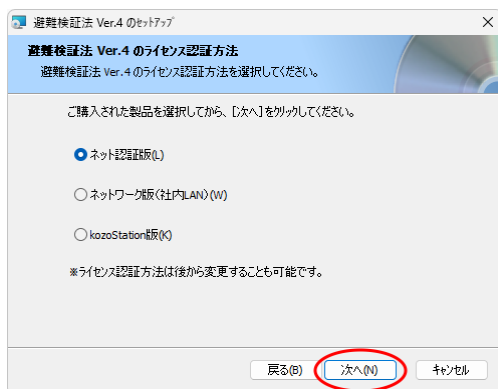 避難検証法 Ver.4 のセットアップ
避難検証法 Ver.4 のライセンス認証方法
避難検証法 Ver.4 のライセンス認証方法を選択してください。
ご購入された製品を選択してから、[次へ]をクリックしてください。
ネット認証版(L)
ネットワーク版(社内LAN)(W)
kozoStation版(K)
※ライセンス認証方法は後から変更することも可能です。
戻る(B) 次へ(N) キャンセル